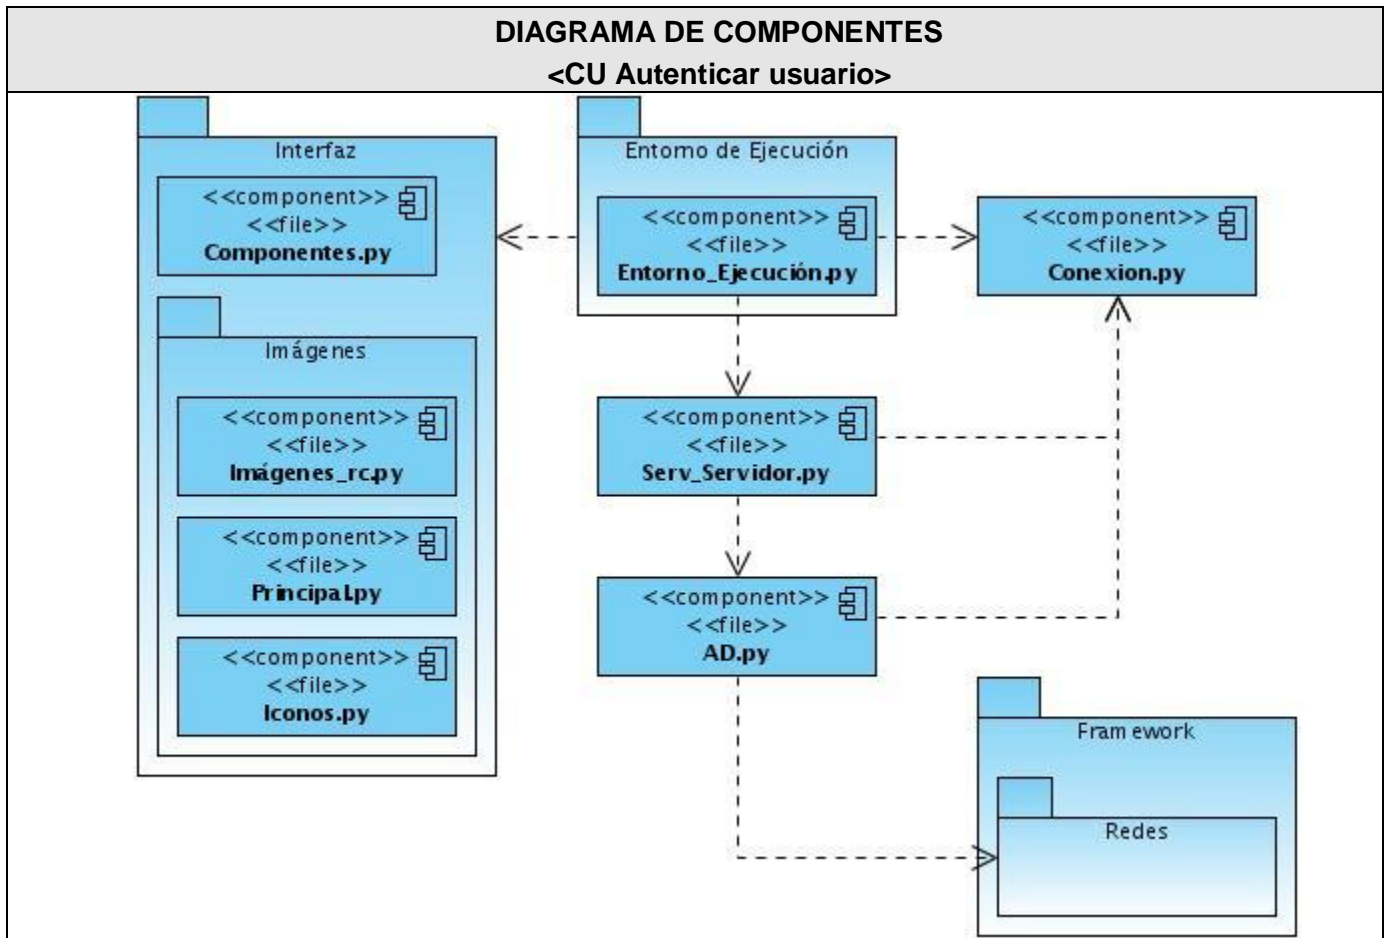 DIAGRAMA DE COMPONENTES
<CU Autenticar usuario>
Interfaz
<<component>>
<<file>>
Componentes.py
Imágenes
<<component>>
<<file>>
Imágenes_rc.py
<<component>>
<<file>>
Principal.py
<<component>>
<<file>>
Iconos.py
Entorno de Ejecución
<<component>>
<<file>>
Entorno_Ejecución.py
<<component>>
<<file>>
Conexion.py
<<component>>
<<file>>
Serv_Servidor.py
<<component>>
<<file>>
AD.py
Framework
Redes